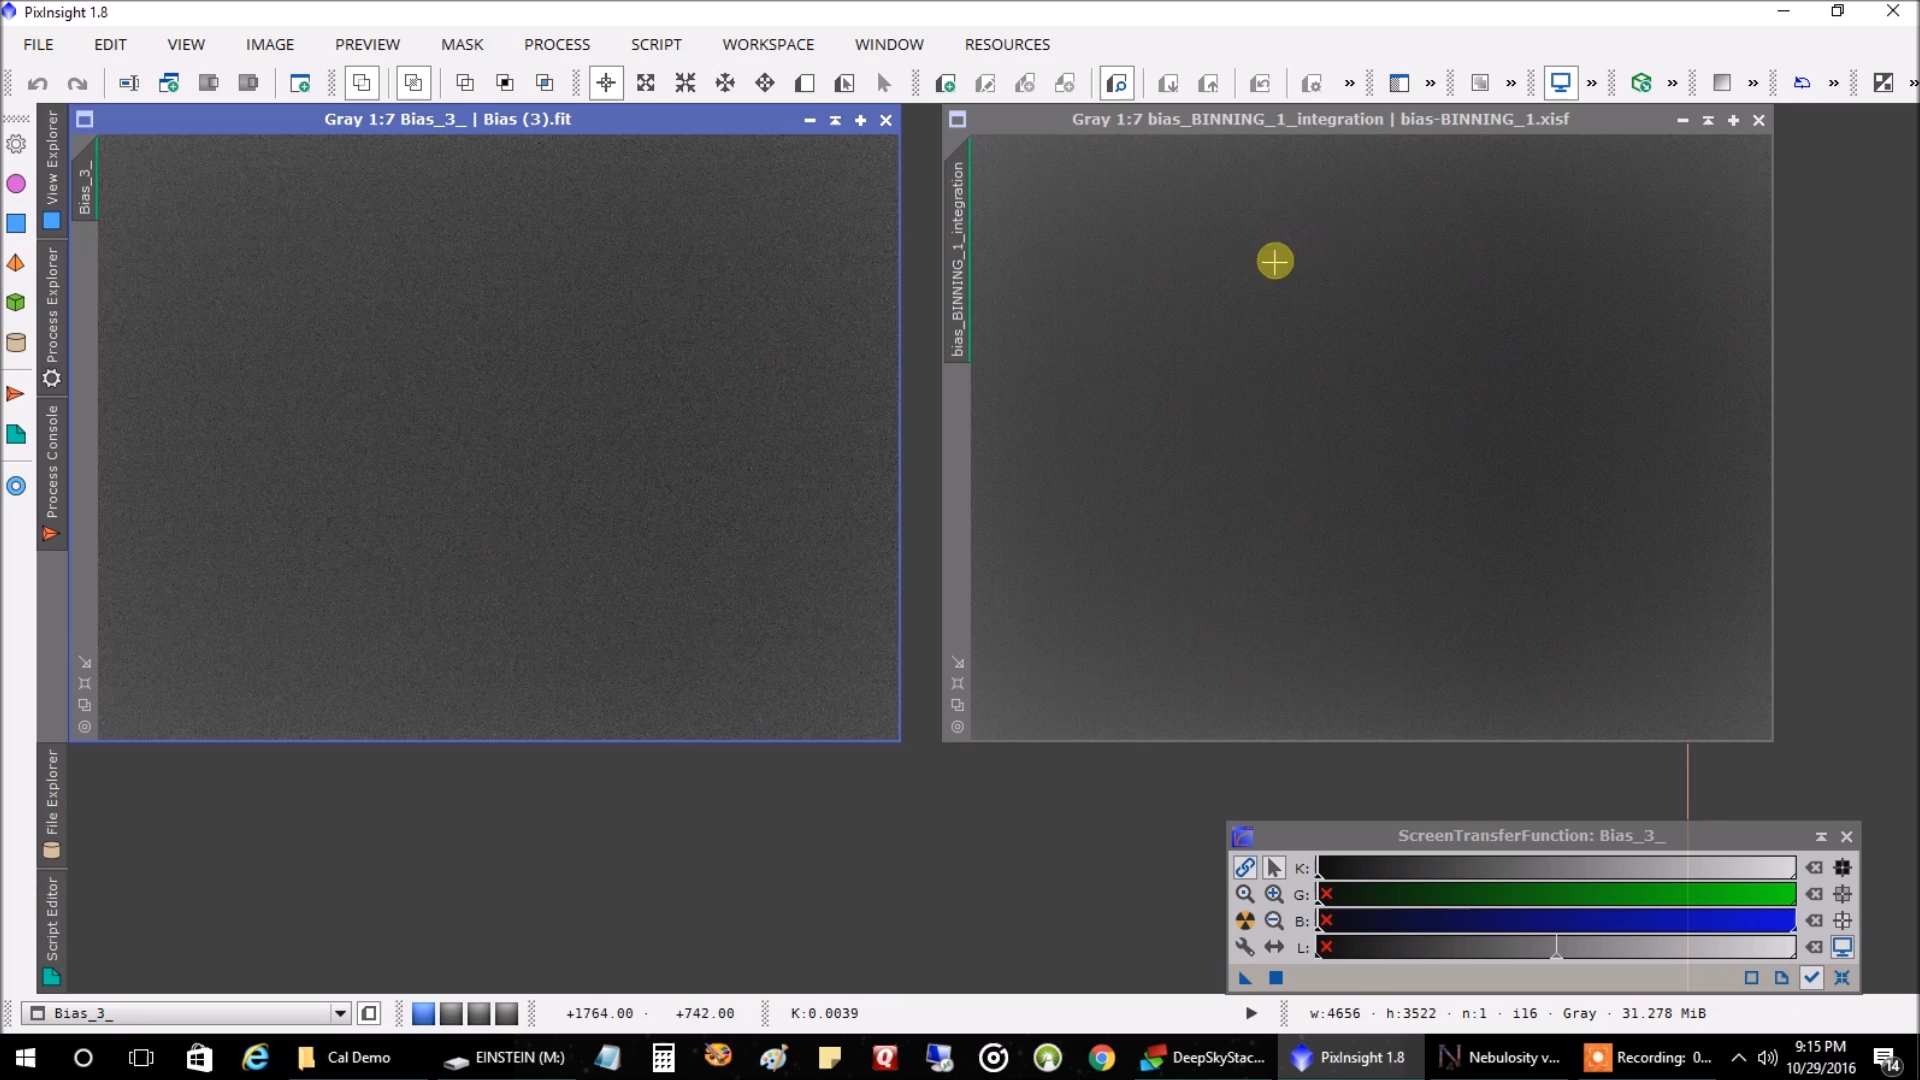 PixInsight 1.8
FILE EDIT VIEW IMAGE PREVIEW MASK PROCESS SCRIPT WORKSPACE WINDOW RESOURCES
Gray 1:7 Bias_3_ | Bias (3).fit
Gray 1:7 bias_BINNING_1_integration | bias-BINNING_1.xisf
View Explorer
Process Explorer
Process Console
File Explorer
Script Editor
Bias_3_
bias_BINNING_1_integration
ScreenTransferFunction: Bias_3_
K:
G:
B:
L:
Bias_3_ +1764.00 · +742.00 K:0.0039 w:4656 · h:3522 · n:1 · i16 · Gray · 31.278 MiB
Cal Demo EINSTEIN (M:) DeepSkyStac... PixInsight 1.8 Nebulosity v... Recording: 0... 9:15 PM
10/29/2016 14